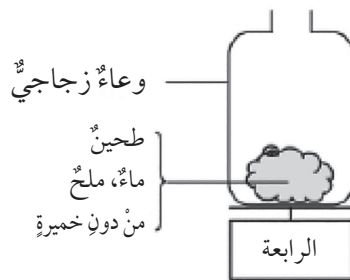 وعاءٌ زجاجيٌّ
طحينٌ
ماءٌ، ملحٌ
منْ دونِ خميرةٍ
الرابعة